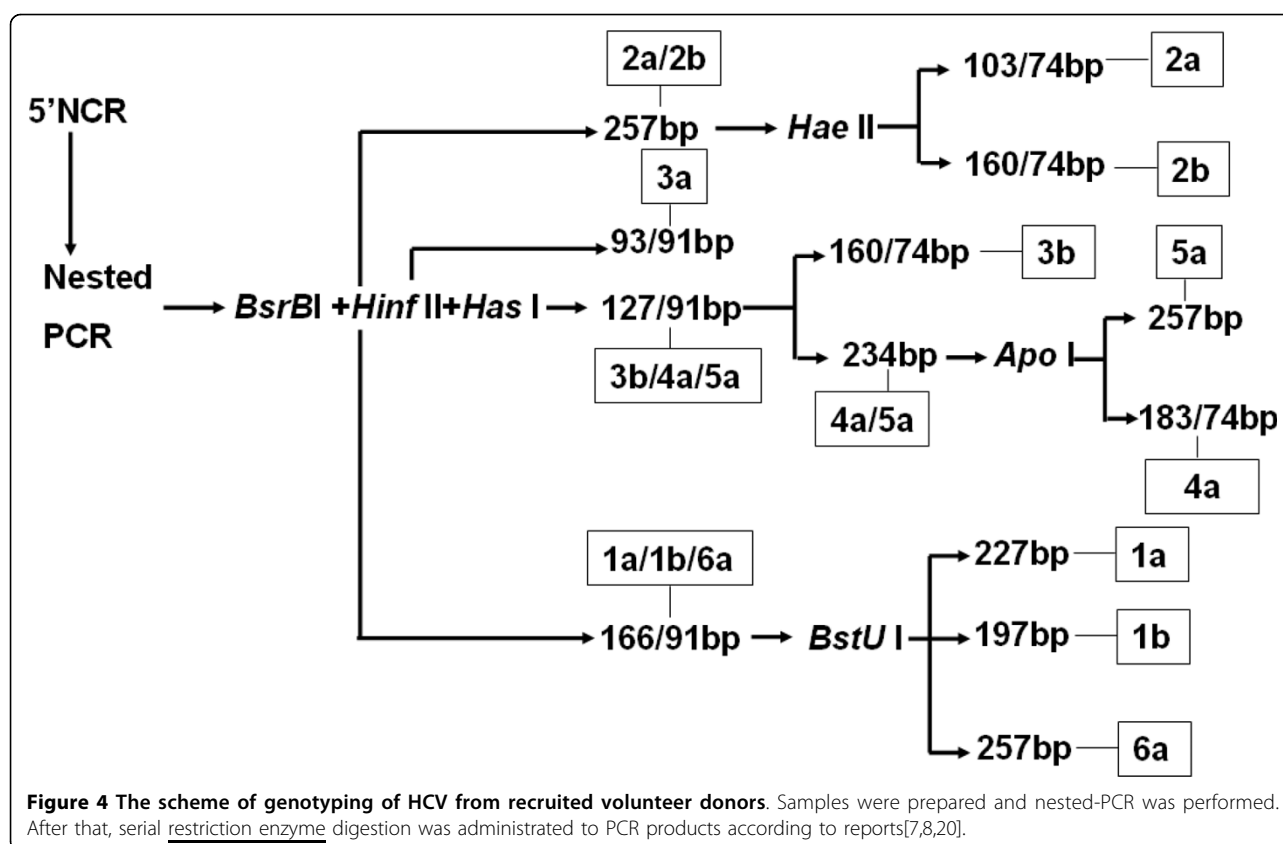 2a/2b
103/74bp
2a
5'NCR
257bp
Hae II
160/74bp
2b
3a
93/91bp
160/74bp
3b
5a
Nested
PCR
BsrBI +Hinf II+Has I
127/91bp
257bp
3b/4a/5a
234bp
Apo I
4a/5a
183/74bp
4a
1a/1b/6a
227bp
1a
166/91bp
BstU I
197bp
1b
257bp
6a
Figure 4 The scheme of genotyping of HCV from recruited volunteer donors. Samples were prepared and nested-PCR was performed.
After that, serial restriction enzyme digestion was administrated to PCR products according to reports[7,8,20].